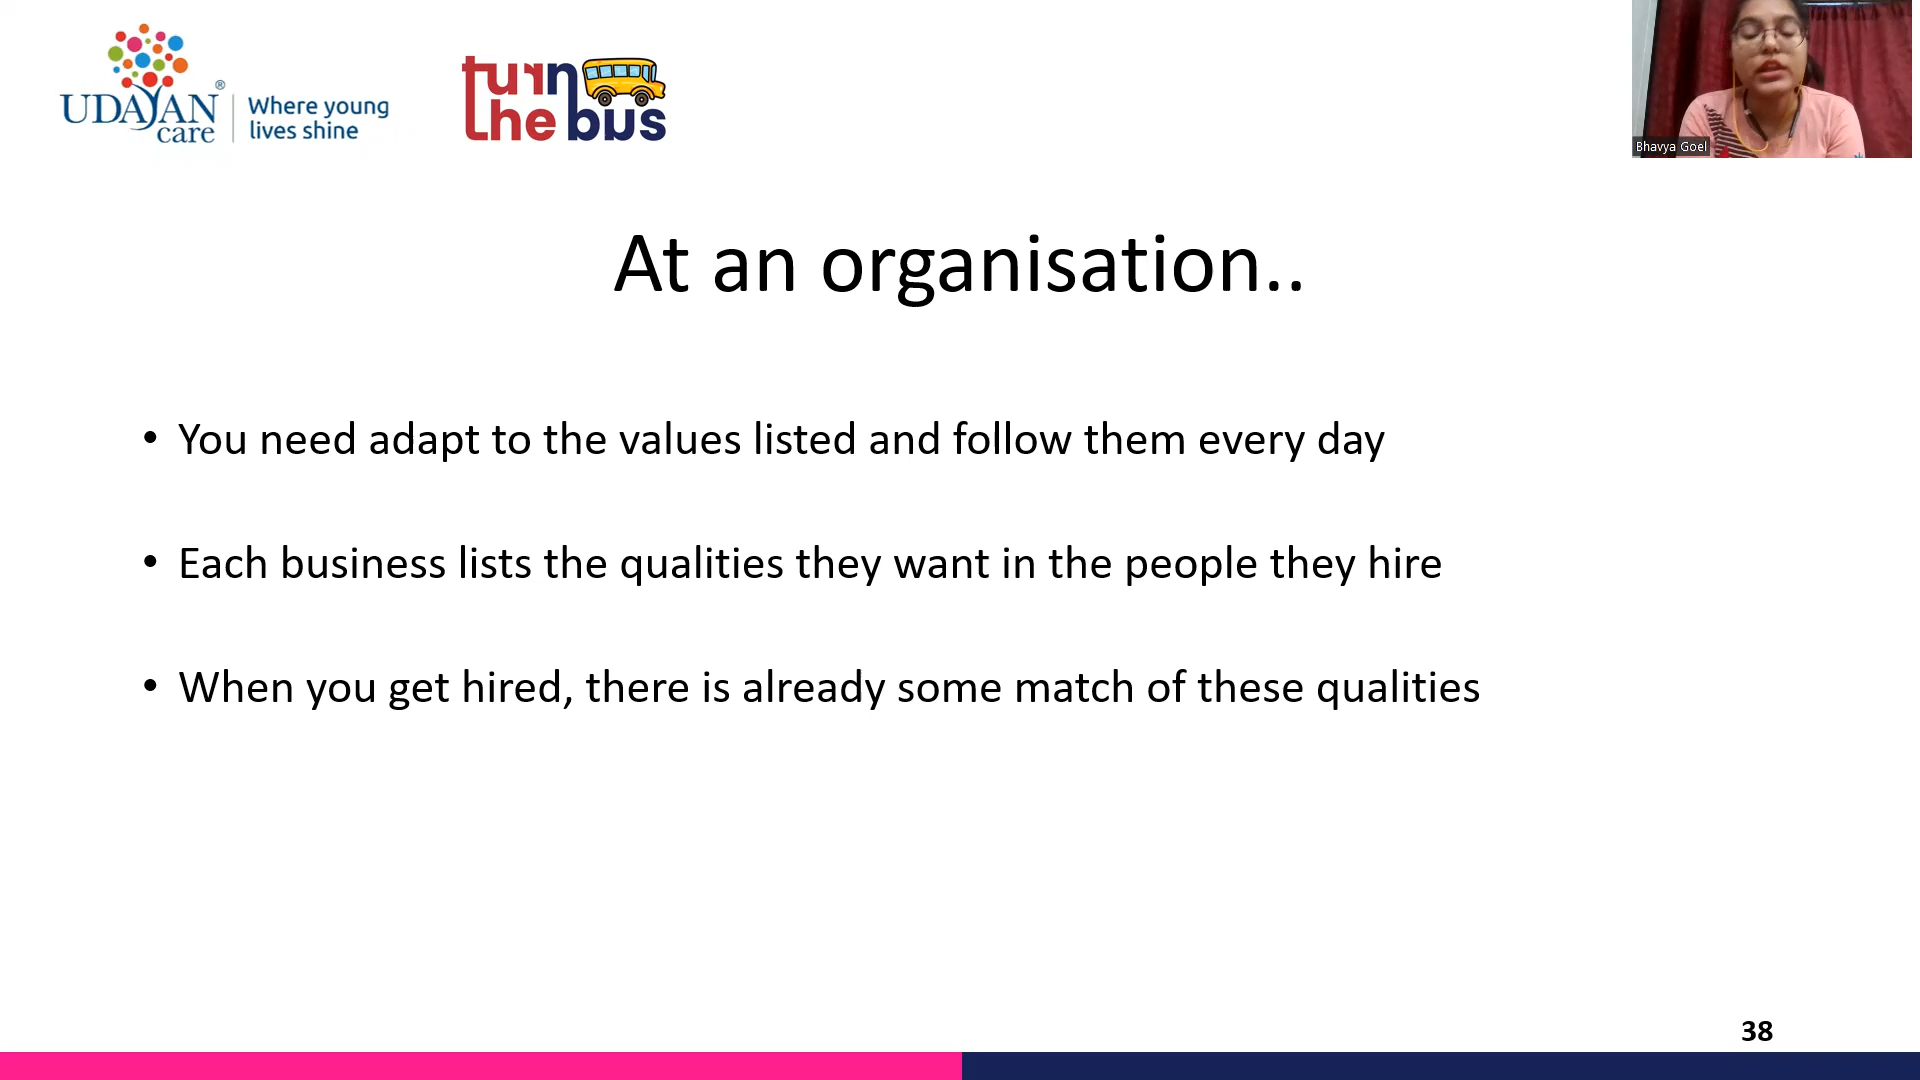 UDAYAN®
care
Where young
lives shine
turn
the bus
Bhavya Goel
At an organisation..
• You need adapt to the values listed and follow them every day
• Each business lists the qualities they want in the people they hire
• When you get hired, there is already some match of these qualities
38